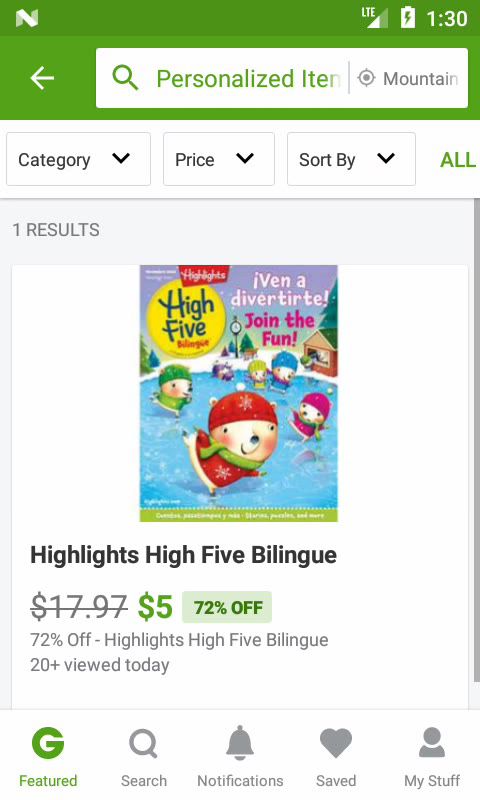 LTE 1:30
Personalized Iten Mountain
Category Price Sort By ALL
1 RESULTS
Highlights
High
Five
Bilingüe
¡Ven a
divertirte!
Join the
Fun!
highlights.com
Cuentos, pasatiempos y más • Stories, puzzles, and more
Highlights High Five Bilingue
$17.97 $5 72% OFF
72% Off - Highlights High Five Bilingue
20+ viewed today
G
Featured Search Notifications Saved My Stuff